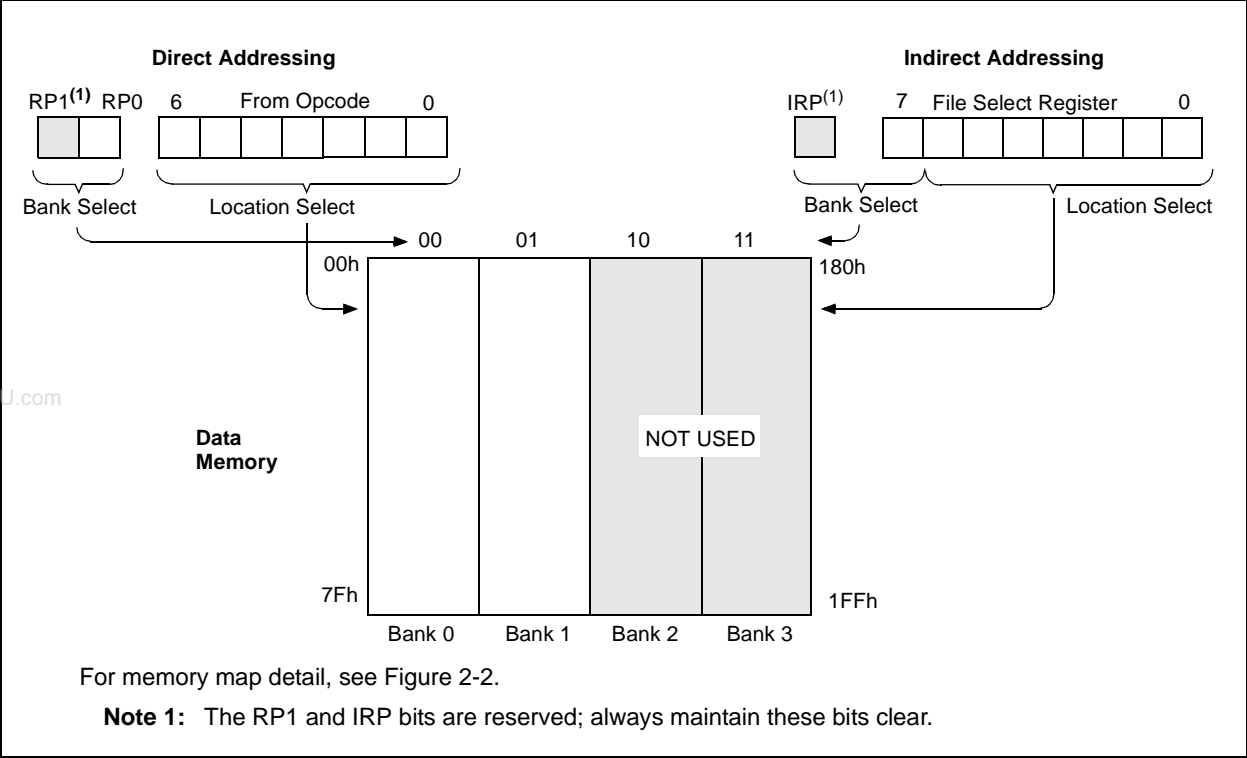 Direct Addressing
Indirect Addressing
RP1(1) RP0 6 From Opcode 0
IRP(1) 7 File Select Register 0
Bank Select Location Select
Bank Select Location Select
00 01 10 11
00h 180h
U.com
NOT USED
Data
Memory
7Fh 1FFh
Bank 0 Bank 1 Bank 2 Bank 3
For memory map detail, see Figure 2-2.
Note 1: The RP1 and IRP bits are reserved; always maintain these bits clear.